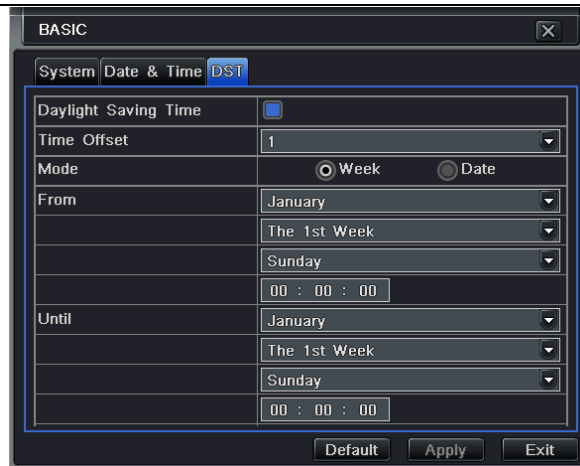 BASIC
System Date & Time DST
Daylight Saving Time
Time Offset 1
Mode Week Date
From January
The 1st Week
Sunday
00 : 00 : 00
Until January
The 1st Week
Sunday
00 : 00 : 00
Default Apply Exit